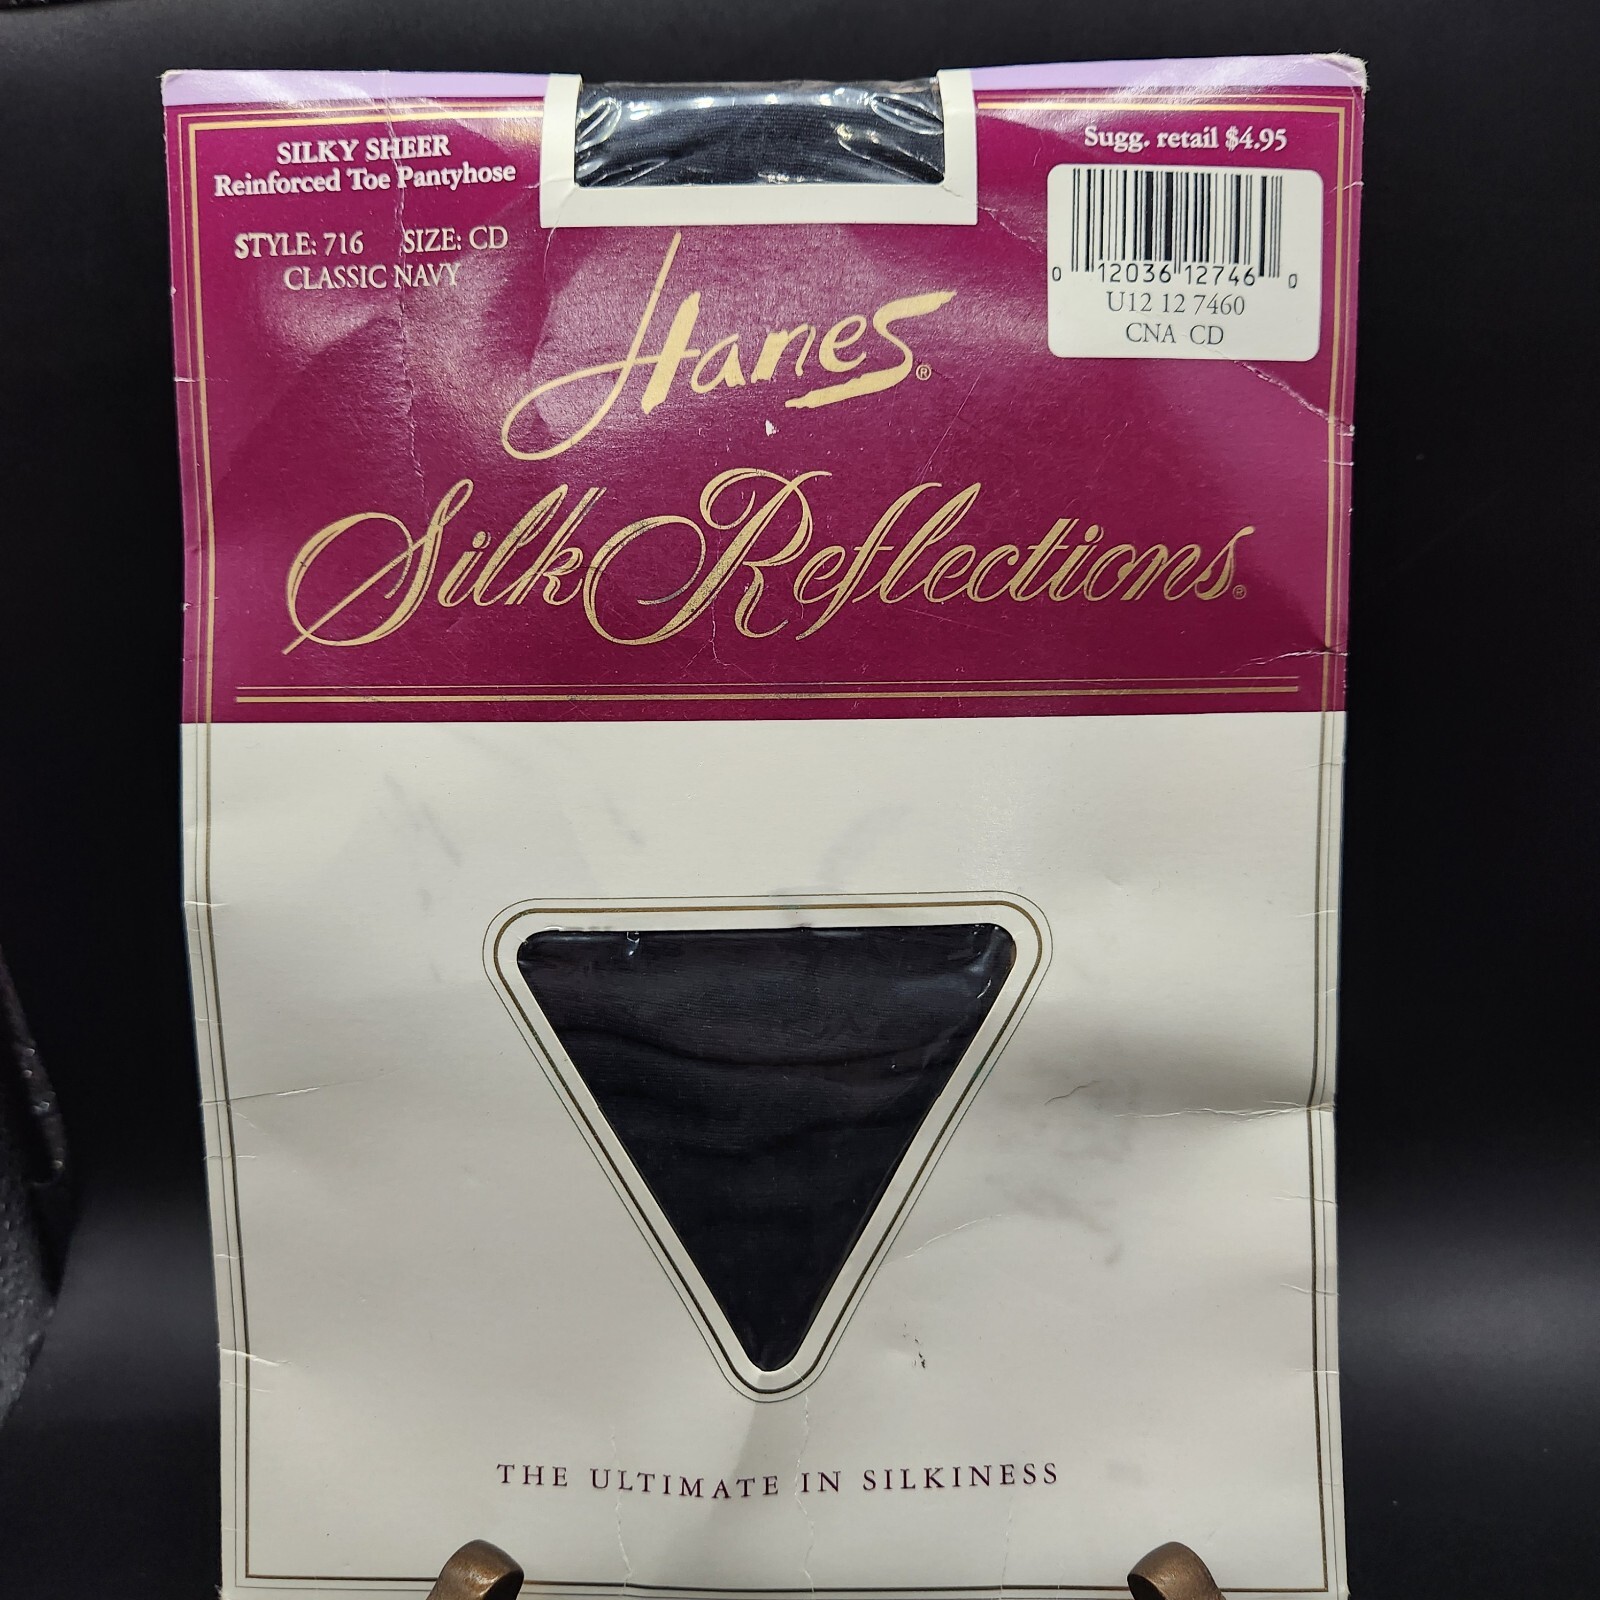 SILKY SHEER
Reinforced Toe Pantyhose
STYLE: 716 SIZE: CD
CLASSIC NAVY
Sugg. retail $4.95
0 12036 12746 0
U12 12 7460
CNA CD
Hanes®
Silk Reflections®
THE ULTIMATE IN SILKINESS